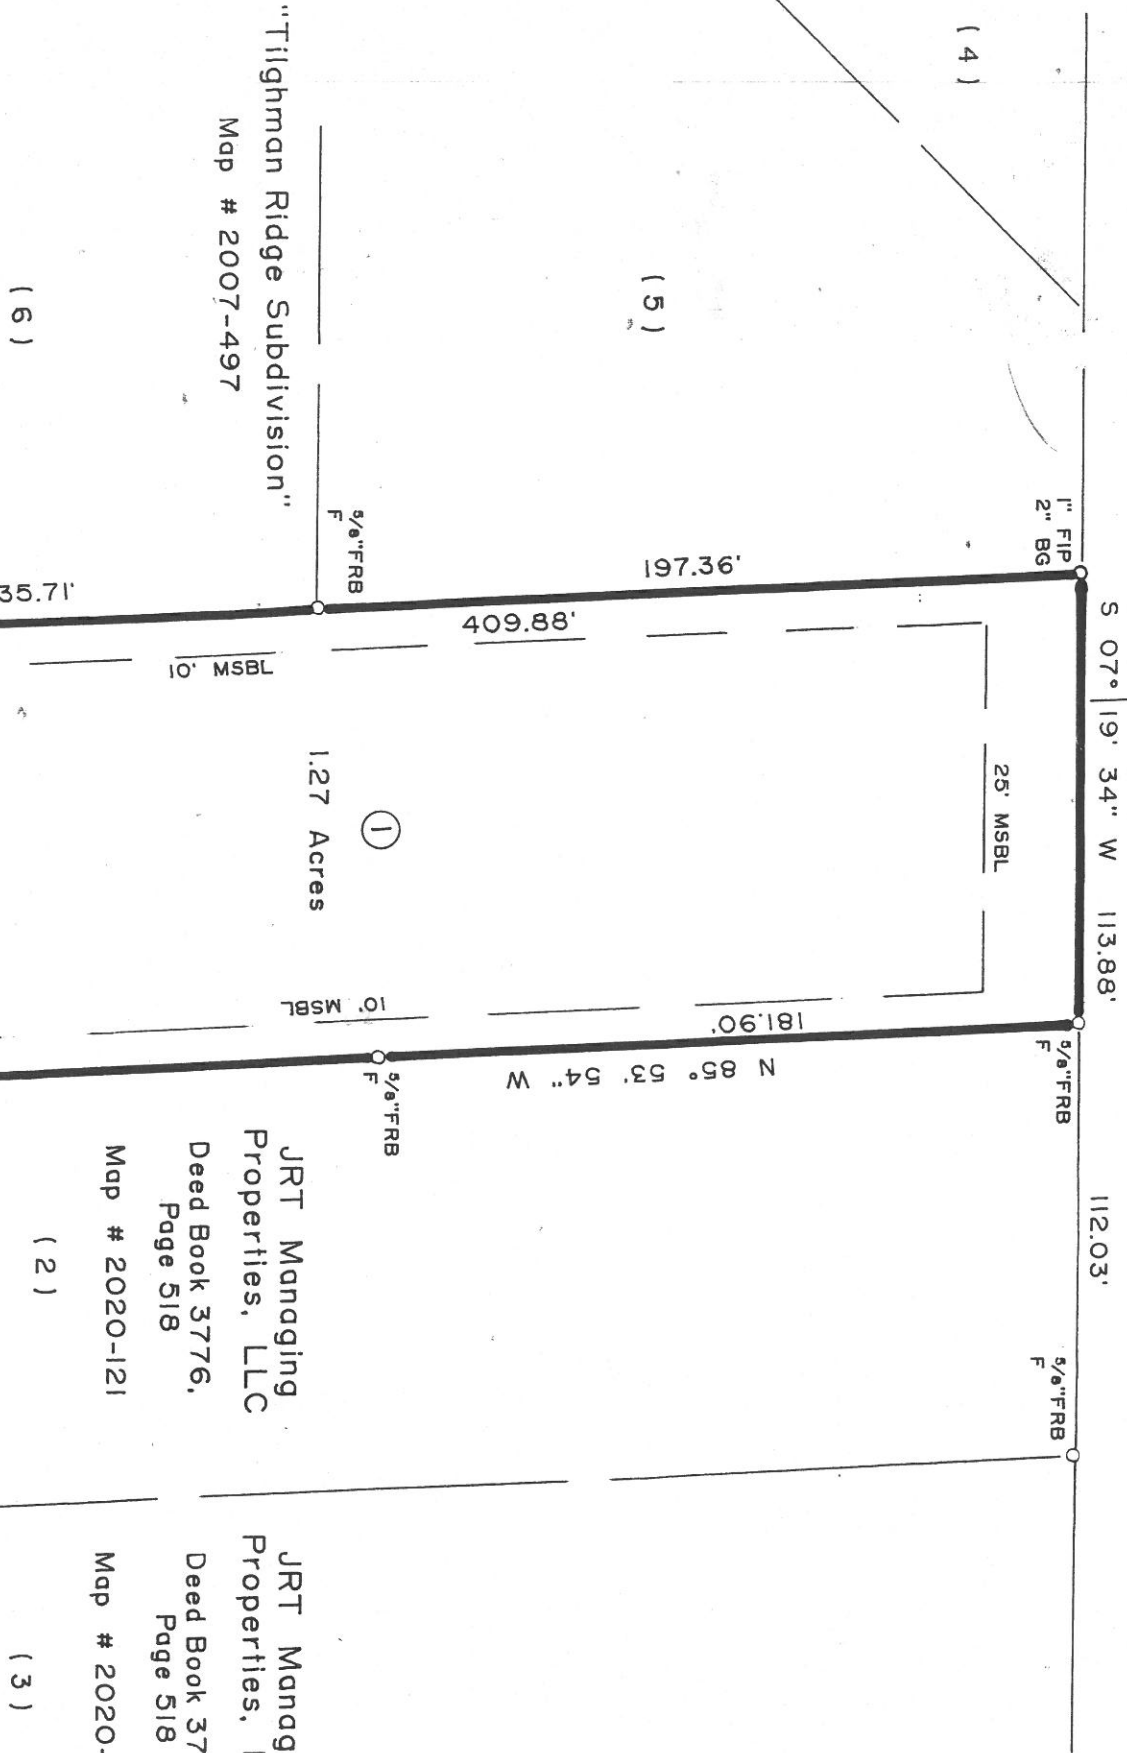 ( 4 )
( 5 )
"Tilghman Ridge Subdivision"
Map # 2007-497
( 6 )
1" FIP
2" BG
5/8"FRB
F
197.36'
409.88'
35.71'
S 07° 19' 34" W 113.88'
25' MSBL
10' MSBL
1
1.27 Acres
10' MSBL
181.90'
N 85° 53' 54" W
5/8"FRB
F
5/8"FRB
F
112.03'
5/8"FRB
F
JRT Managing
Properties, LLC
Deed Book 3776,
Page 518
Map # 2020-121
( 2 )
JRT Manag
Properties,
Deed Book 37
Page 518
Map # 2020-
( 3 )